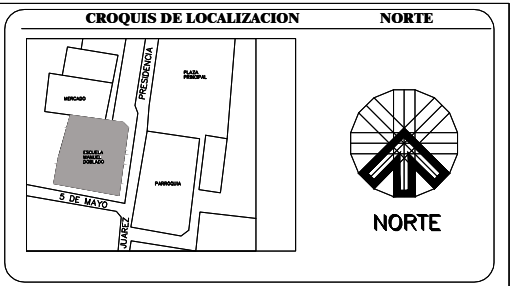 CROQUIS DE LOCALIZACION
NORTE
PLAZA
PRINCIPAL
PRESIDENCIA
MERCADO
ESCUELA
MANUEL
DOBLADO
PARROQUIA
5 DE MAYO
JUAREZ
NORTE